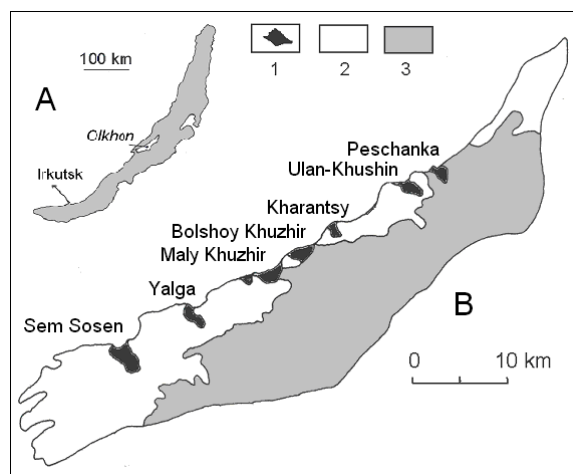 1 2 3
100 km
A
Olkhon
Irkutsk
Peschanka
Ulan-Khushin
Kharantsy
Bolshoy Khuzhir
Maly Khuzhir
Yalga
Sem Sosen
B
0 10 km